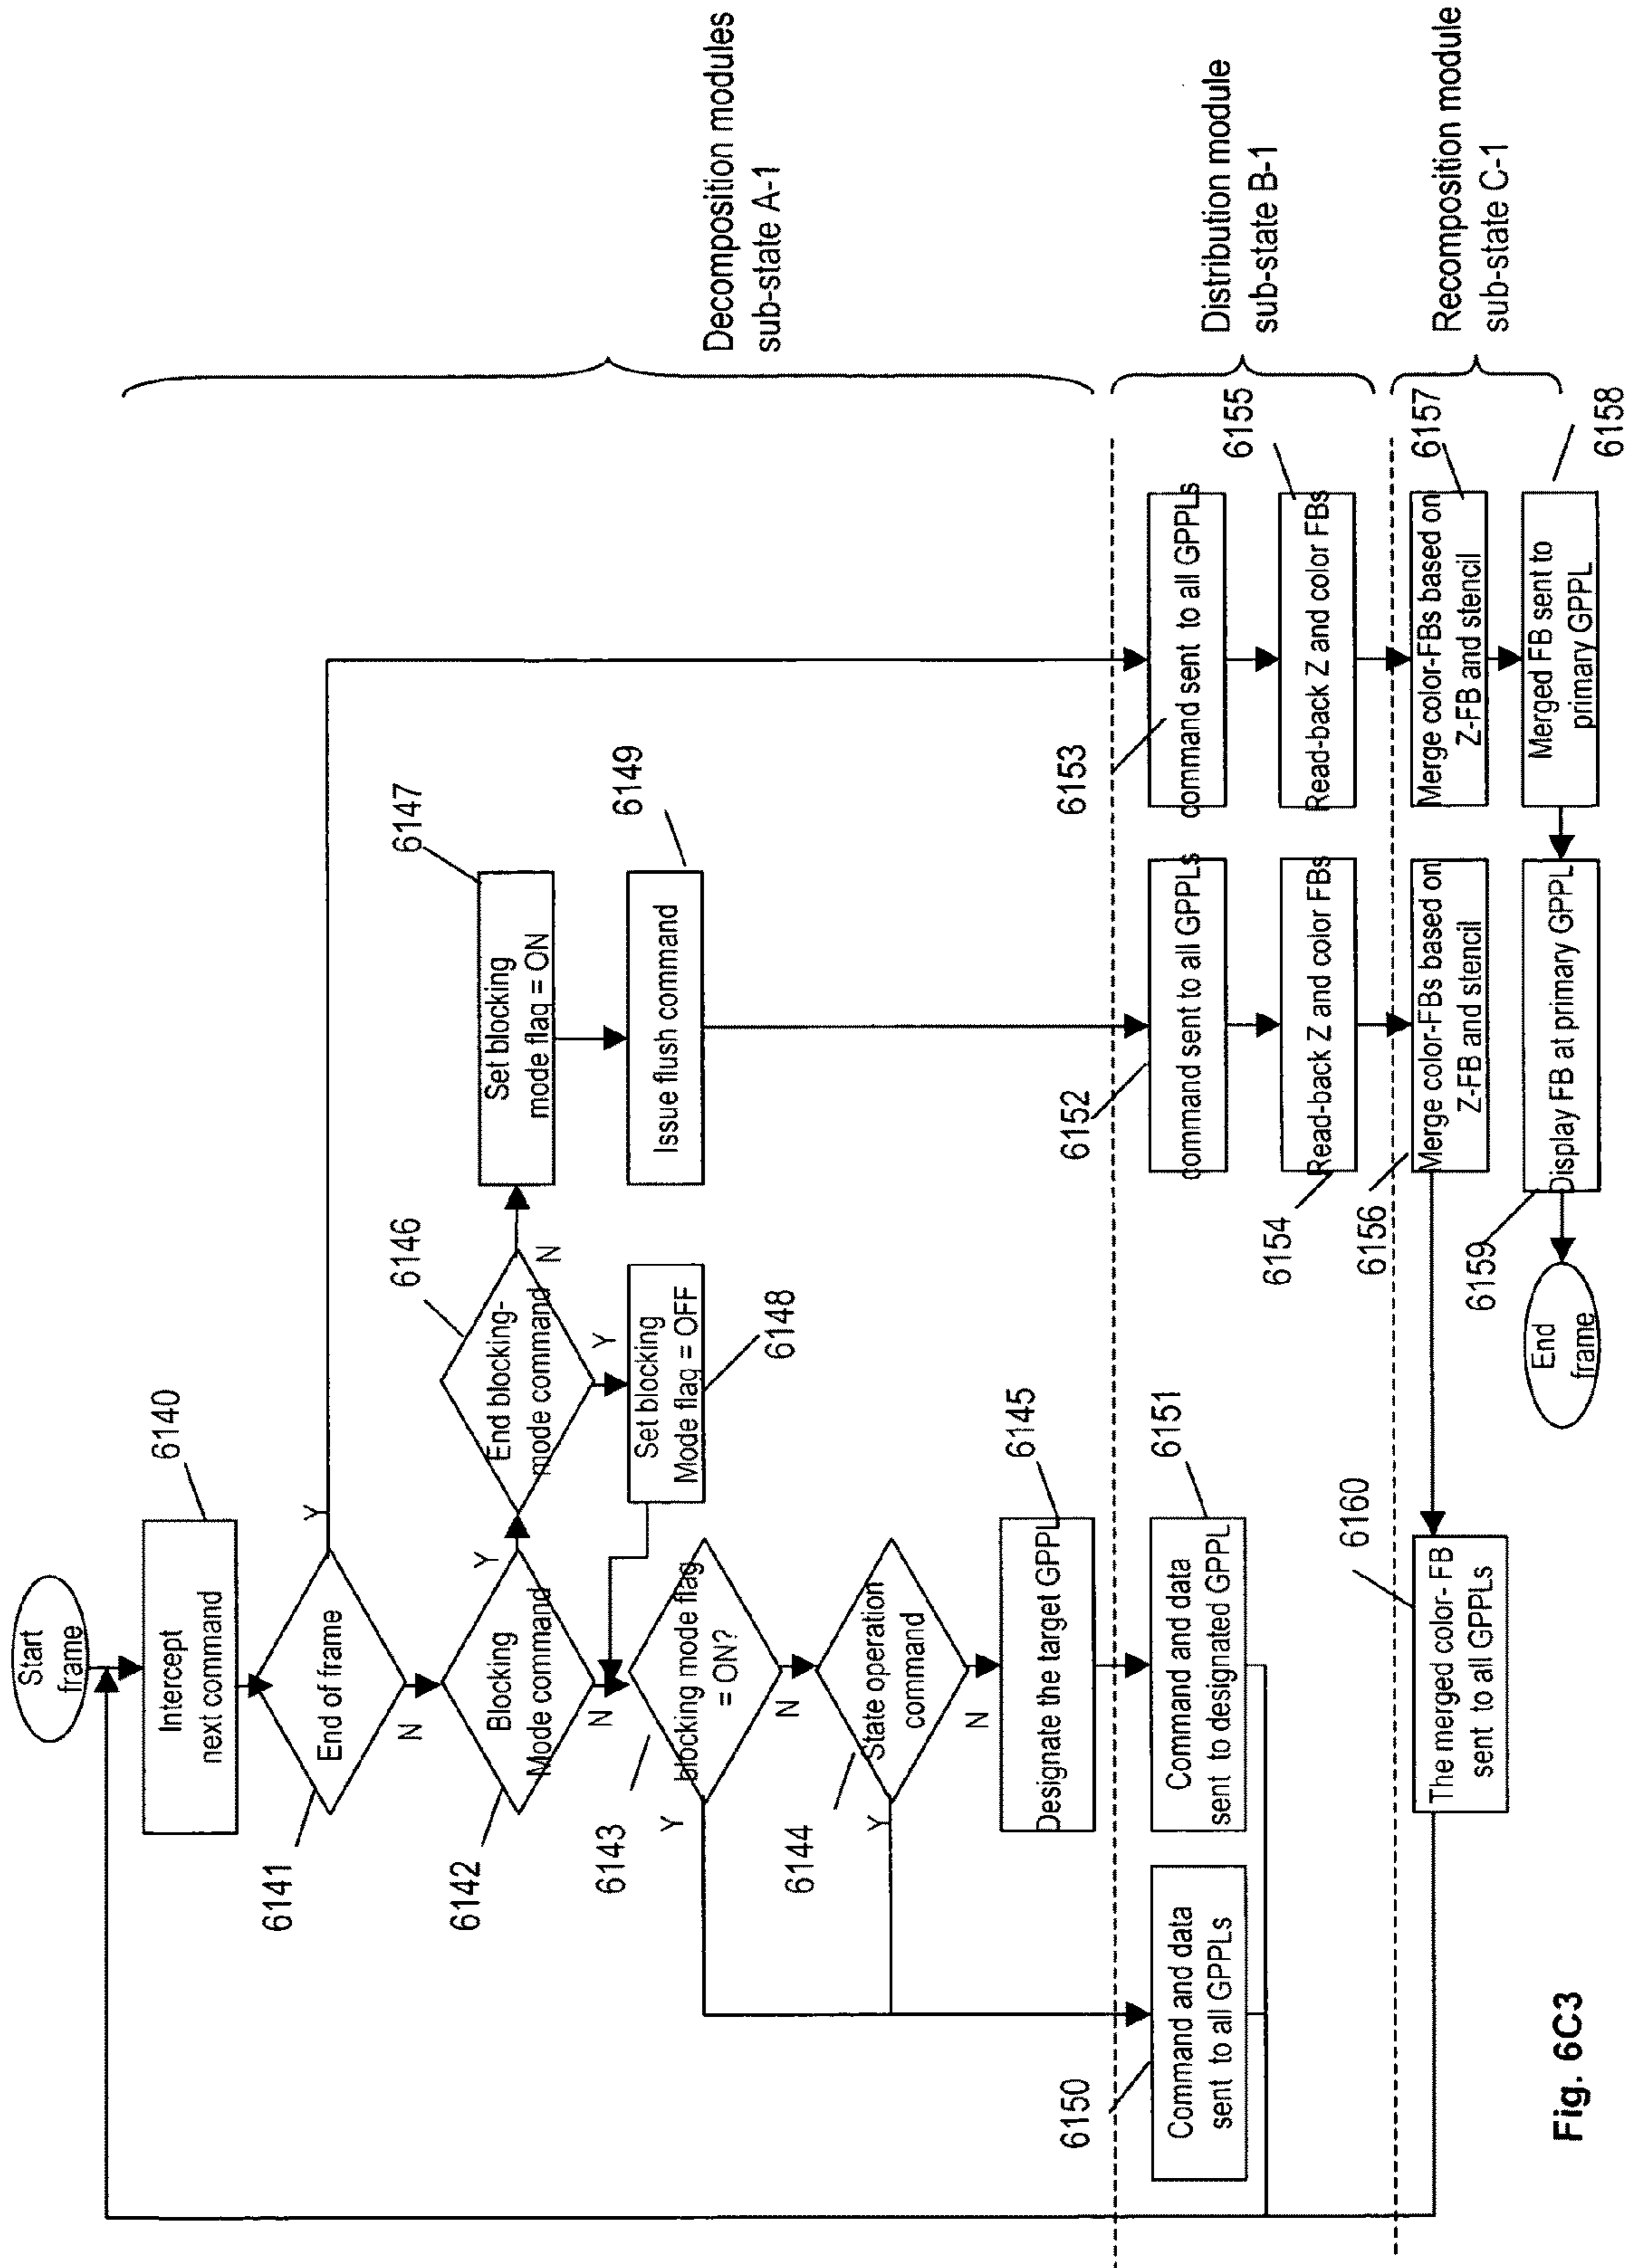 Start
frame
Intercept
next command
6140
End of frame
Y
N
6141
Blocking
Mode command
Y
N
6142
End blocking-
mode command
N
Y
6146
Set blocking
mode flag = ON
6147
Set blocking
Mode flag = OFF
6148
Issue flush command
6149
blocking mode flag
= ON?
Y
N
6143
State operation
command
Y
N
6144
Designate the target GPPL
6145
Decomposition modules
sub-state A-1
Command and data
sent to all GPPLs
6150
Command and data
sent to designated GPPL
6151
command sent to all GPPLs
6152
command sent to all GPPLs
6153
Read-back Z and color FBs
6154
Read-back Z and color FBs
6155
Distribution module
sub-state B-1
The merged color- FB
sent to all GPPLs
6160
Merge color-FBs based on
Z-FB and stencil
6156
Merge color-FBs based on
Z-FB and stencil
6157
Merged FB sent to
primary GPPL
6158
Display FB at primary GPPL
6159
End
frame
Recomposition module
sub-state C-1
Fig. 6C3